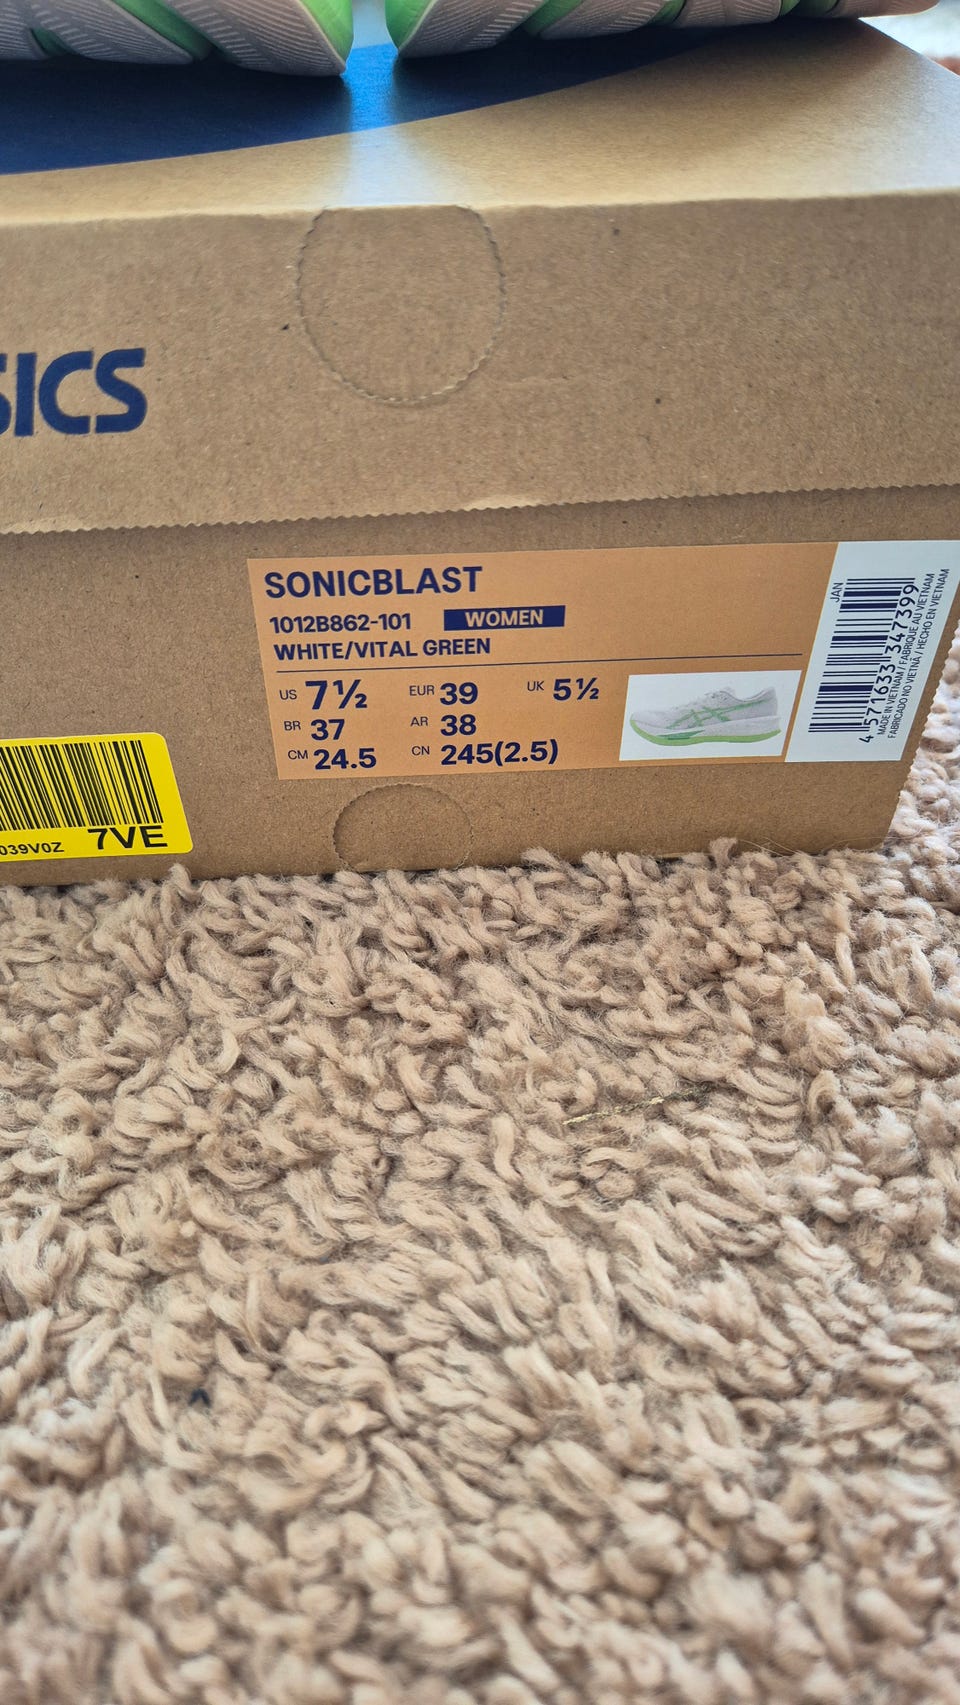 SICS
SONICBLAST
1012B862-101 WOMEN
WHITE/VITAL GREEN
US 7½ EUR 39 UK 5½
BR 37 AR 38
CM 24.5 CN 245(2.5)
JAN
4 571633 347399
MADE IN VIETNAM / FABRIQUÉ AU VIETNAM
FABRICADO NO VIETNÃ / HECHO EN VIETNAM
039V0Z 7VE